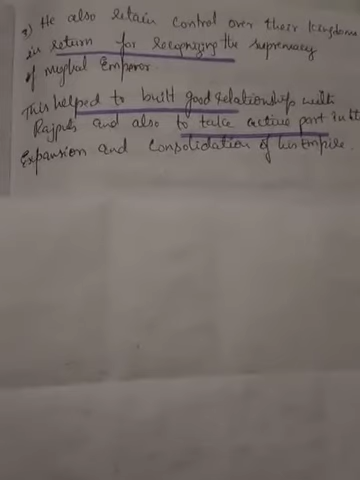 2) He also retain control over their kingdoms
in return for recognizing the supremacy
of mughal Emperor.
This helped to built good relationships with
Rajputs and also to take active part in the
Expansion and Consolidation of his Empire.